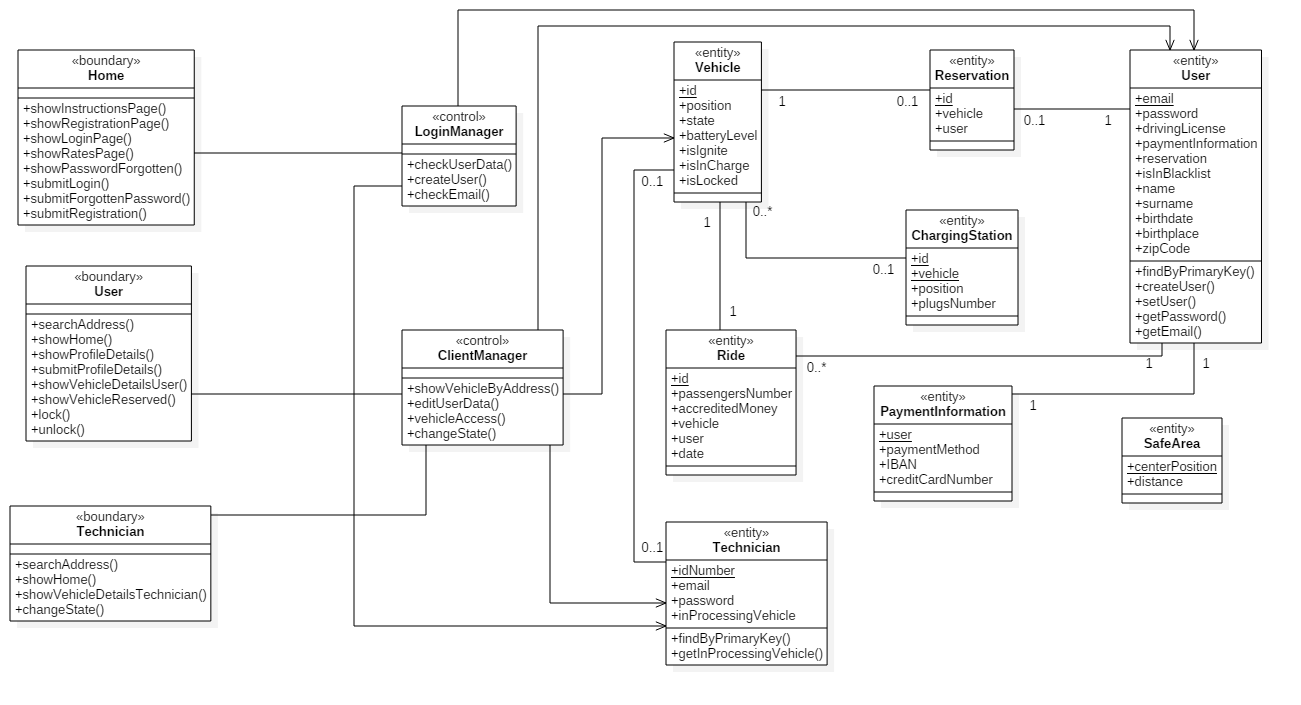 «boundary»
Home
+showInstructionsPage()
+showRegistrationPage()
+showLoginPage()
+showRatesPage()
+showPasswordForgotten()
+submitLogin()
+submitForgottenPassword()
+submitRegistration()
«boundary»
User
+searchAddress()
+showHome()
+showProfileDetails()
+submitProfileDetails()
+showVehicleDetailsUser()
+showVehicleReserved()
+lock()
+unlock()
«boundary»
Technician
+searchAddress()
+showHome()
+showVehicleDetailsTechnician()
+changeState()
«control»
LoginManager
+checkUserData()
+createUser()
+checkEmail()
«control»
ClientManager
+showVehicleByAddress()
+editUserData()
+vehicleAccess()
+changeState()
«entity»
Vehicle
+id
+position
+state
+batteryLevel
+isIgnite
+isInCharge
+isLocked
1
0..1
0..1
1
0..*
0..1
1
«entity»
Ride
+id
+passengersNumber
+accreditedMoney
+vehicle
+user
+date
0..*
0..1
«entity»
Technician
+idNumber
+email
+password
+inProcessingVehicle
+findByPrimaryKey()
+getInProcessingVehicle()
«entity»
Reservation
+id
+vehicle
+user
0..1
1
«entity»
ChargingStation
+id
+vehicle
+position
+plugsNumber
«entity»
PaymentInformation
+user
+paymentMethod
+IBAN
+creditCardNumber
1
«entity»
User
+email
+password
+drivingLicense
+paymentInformation
+reservation
+isInBlacklist
+name
+surname
+birthdate
+birthplace
+zipCode
+findByPrimaryKey()
+createUser()
+setUser()
+getPassword()
+getEmail()
1
1
«entity»
SafeArea
+centerPosition
+distance